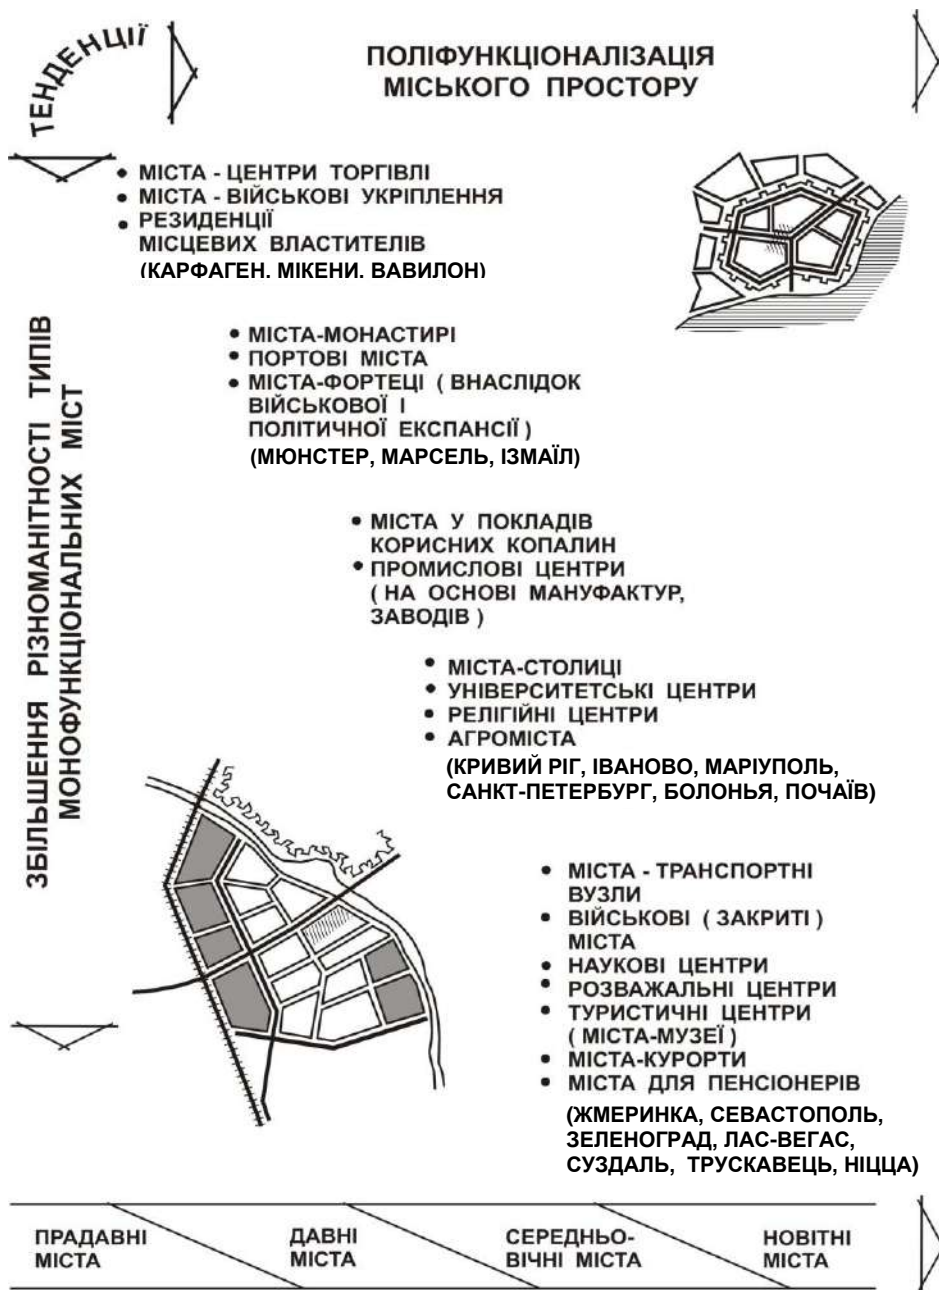 ТЕНДЕНЦІЇ
ПОЛІФУНКЦІОНАЛІЗАЦІЯ
МІСЬКОГО ПРОСТОРУ
• МІСТА - ЦЕНТРИ ТОРГІВЛІ
• МІСТА - ВІЙСЬКОВІ УКРІПЛЕННЯ
• РЕЗИДЕНЦІЇ
МІСЦЕВИХ ВЛАСТИТЕЛІВ
(КАРФАГЕН. МІКЕНИ. ВАВИЛОН)
ЗБІЛЬШЕННЯ РІЗНОМАНІТНОСТІ ТИПІВ
МОНОФУНКЦІОНАЛЬНИХ МІСТ
• МІСТА-МОНАСТИРІ
• ПОРТОВІ МІСТА
• МІСТА-ФОРТЕЦІ ( ВНАСЛІДОК
ВІЙСЬКОВОЇ І
ПОЛІТИЧНОЇ ЕКСПАНСІЇ )
(МЮНСТЕР, МАРСЕЛЬ, ІЗМАЇЛ)
• МІСТА У ПОКЛАДІВ
КОРИСНИХ КОПАЛИН
• ПРОМИСЛОВІ ЦЕНТРИ
( НА ОСНОВІ МАНУФАКТУР,
ЗАВОДІВ )
• МІСТА-СТОЛИЦІ
• УНІВЕРСИТЕТСЬКІ ЦЕНТРИ
• РЕЛІГІЙНІ ЦЕНТРИ
• АГРОМІСТА
(КРИВИЙ РІГ, ІВАНОВО, МАРІУПОЛЬ,
САНКТ-ПЕТЕРБУРГ, БОЛОНЬЯ, ПОЧАЇВ)
• МІСТА - ТРАНСПОРТНІ
ВУЗЛИ
• ВІЙСЬКОВІ ( ЗАКРИТІ )
МІСТА
• НАУКОВІ ЦЕНТРИ
• РОЗВАЖАЛЬНІ ЦЕНТРИ
• ТУРИСТИЧНІ ЦЕНТРИ
( МІСТА-МУЗЕЇ )
• МІСТА-КУРОРТИ
• МІСТА ДЛЯ ПЕНСІОНЕРІВ
(ЖМЕРИНКА, СЕВАСТОПОЛЬ,
ЗЕЛЕНОГРАД, ЛАС-ВЕГАС,
СУЗДАЛЬ, ТРУСКАВЕЦЬ, НІЦЦА)
ПРАДАВНІ
МІСТА
ДАВНІ
МІСТА
СЕРЕДНЬО-
ВІЧНІ МІСТА
НОВІТНІ
МІСТА